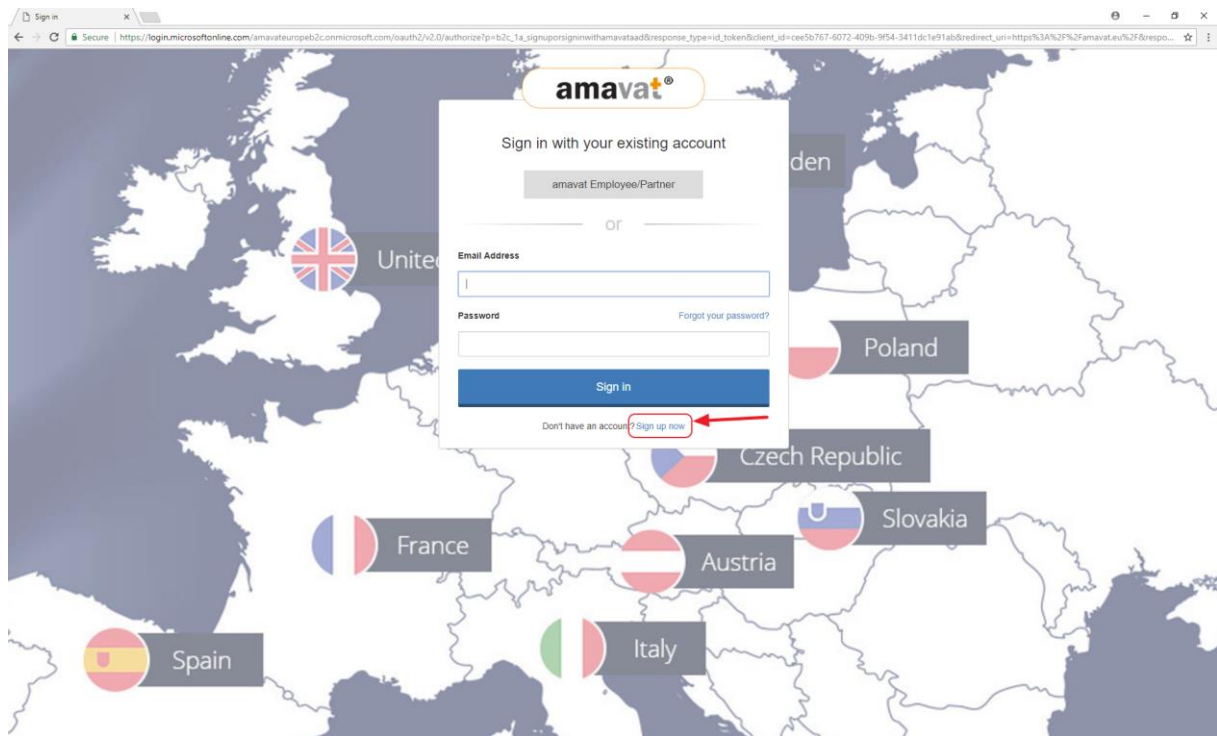 Sign in
Secure | https://login.microsoftonline.com/amavateuropeb2c.onmicrosoft.com/oauth2/v2.0/authorize?p=b2c_1a_signuporsigninwithamavataad&response_type=id_token&client_id=cee5b767-6072-409b-9f54-3411dc1e91ab&redirect_uri=https%3A%2F%2Famavat.eu%2F&respo...
amavat®
Sign in with your existing account
amavat Employee/Partner
or
Email Address
Password Forgot your password?
Sign in
Don't have an account? Sign up now
den
Unite
Poland
Czech Republic
Slovakia
France
Austria
Italy
Spain